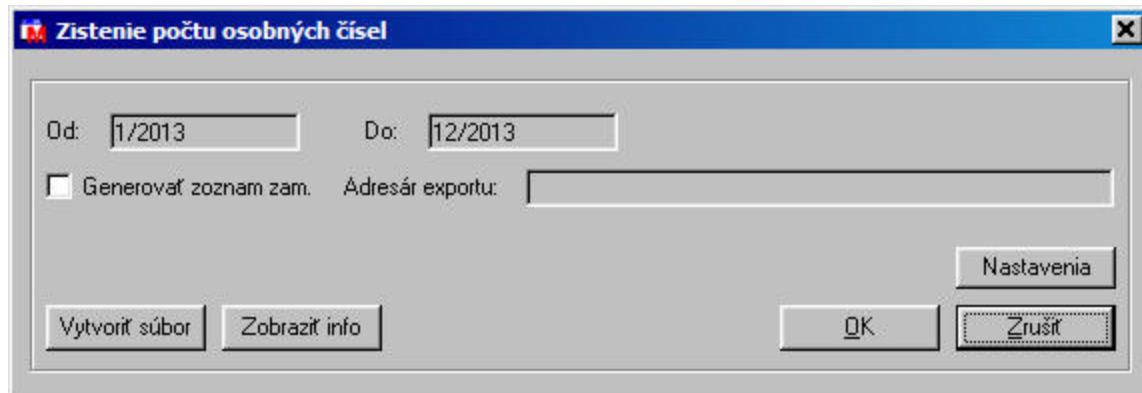 Zistenie počtu osobných čísel
Od: 1/2013 Do: 12/2013
Generovať zoznam zam. Adresár exportu:
Nastavenia
Vytvoriť súbor Zobraziť info OK Zrušiť